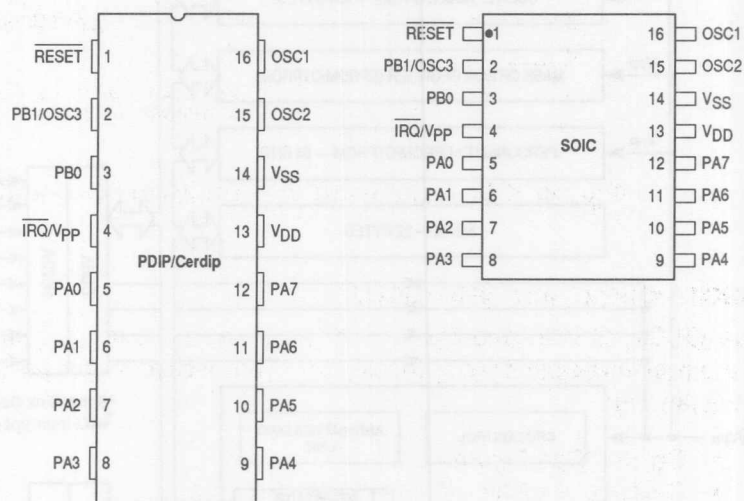 RESET 1 16 OSC1
PB1/OSC3 2 15 OSC2
PB0 3 14 VSS
IRQ/VPP 4 13 VDD
PDIP/Cerdip
PA0 5 12 PA7
PA1 6 11 PA6
PA2 7 10 PA5
PA3 8 9 PA4
RESET 1 16 OSC1
PB1/OSC3 2 15 OSC2
PB0 3 14 VSS
IRQ/VPP 4 13 VDD
SOIC
PA0 5 12 PA7
PA1 6 11 PA6
PA2 7 10 PA5
PA3 8 9 PA4